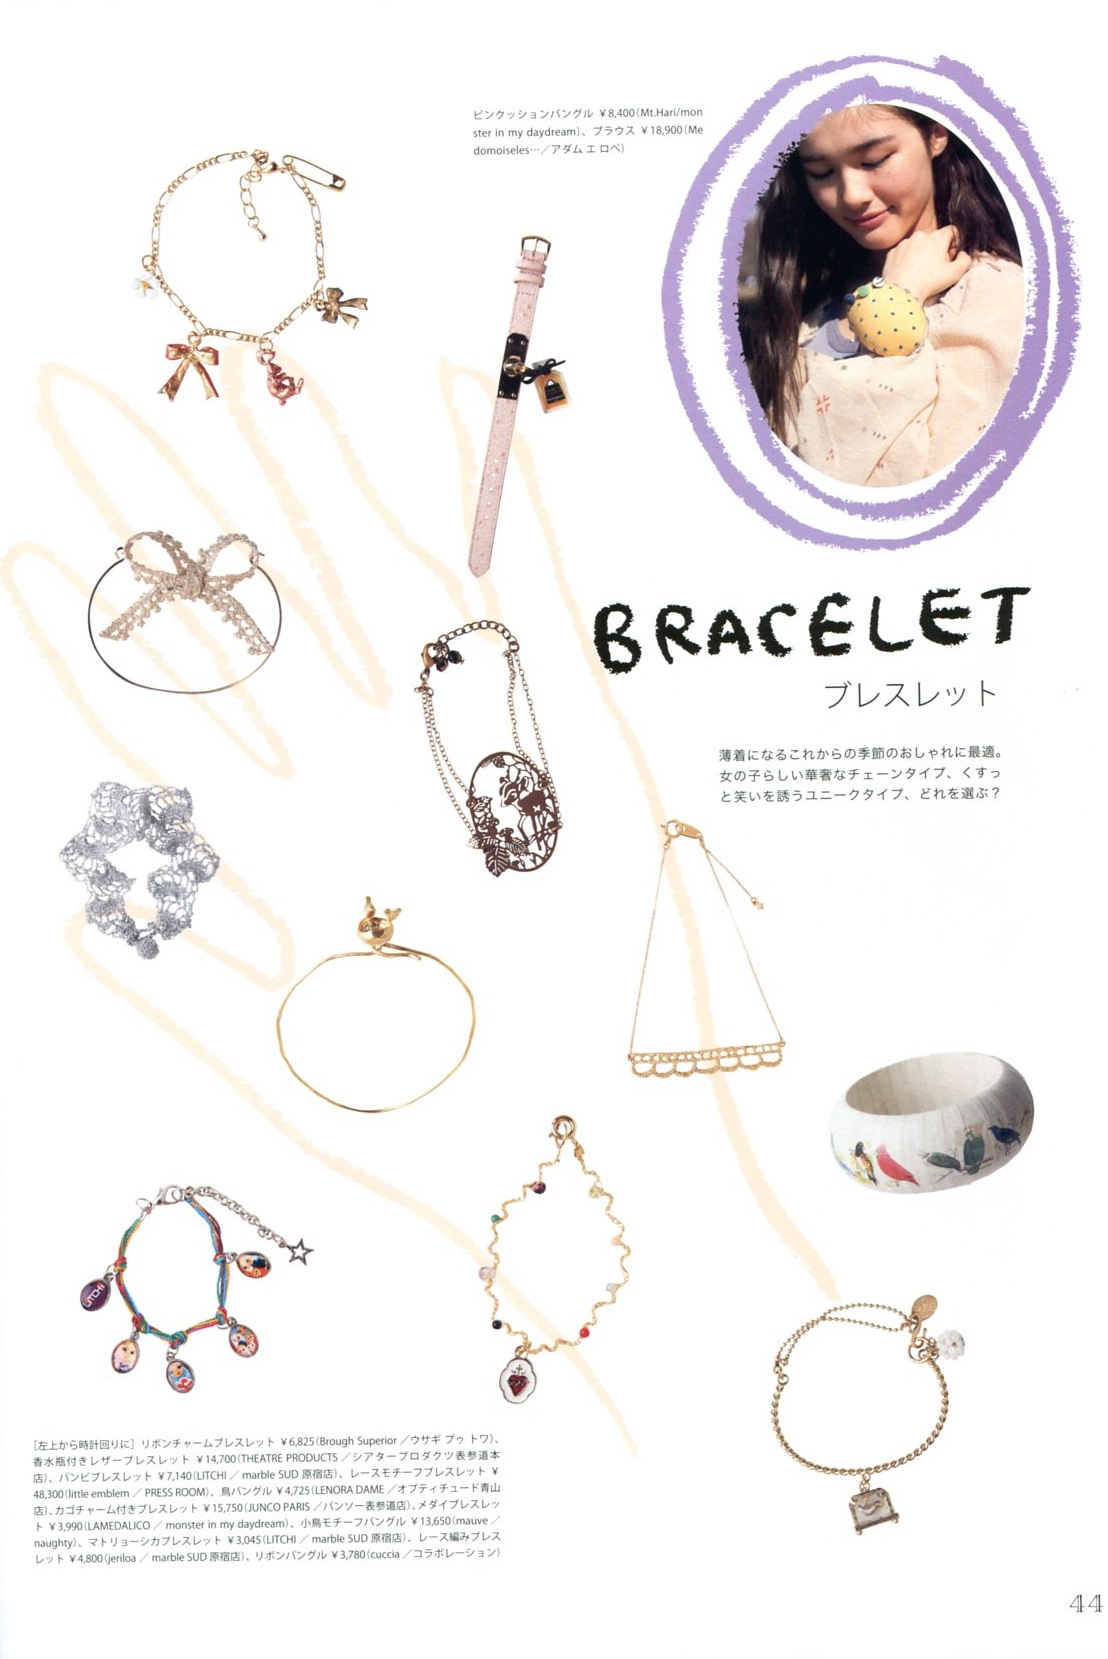 ピンクッションバングル ￥8,400（Mt.Hari/mon
ster in my daydream）、ブラウス ￥18,900（Me
domoiseles…／アダム エ ロペ）
BRACELET
ブレスレット
薄着になるこれからの季節のおしゃれに最適。
女の子らしい華奢なチェーンタイプ、くすっ
と笑いを誘うユニークタイプ、どれを選ぶ？
LITCHI
［左上から時計回りに］リボンチャームブレスレット ￥6,825（Brough Superior ／ウサギ プゥ トワ）、
香水瓶付きレザーブレスレット ￥14,700（THEATRE PRODUCTS ／シアタープロダクツ表参道本
店）、バンビブレスレット ￥7,140（LITCHI ／ marble SUD 原宿店）、レースモチーフブレスレット ￥
48,300（little emblem ／ PRESS ROOM）、鳥バングル ￥4,725（LENORA DAME ／オプティチュード青山
店）、カゴチャーム付きブレスレット ￥15,750（JUNCO PARIS ／パンソー表参道店）、メダイブレスレッ
ト ￥3,990（LAMEDALICO ／ monster in my daydream）、小鳥モチーフバングル ￥13,650（mauve ／
naughty）、マトリョーシカブレスレット ￥3,045（LITCHI ／ marble SUD 原宿店）、レース編みブレス
レット ￥4,800（jeriloa ／ marble SUD 原宿店）、リボンバングル ￥3,780（cuccia ／コラボレーション）
44